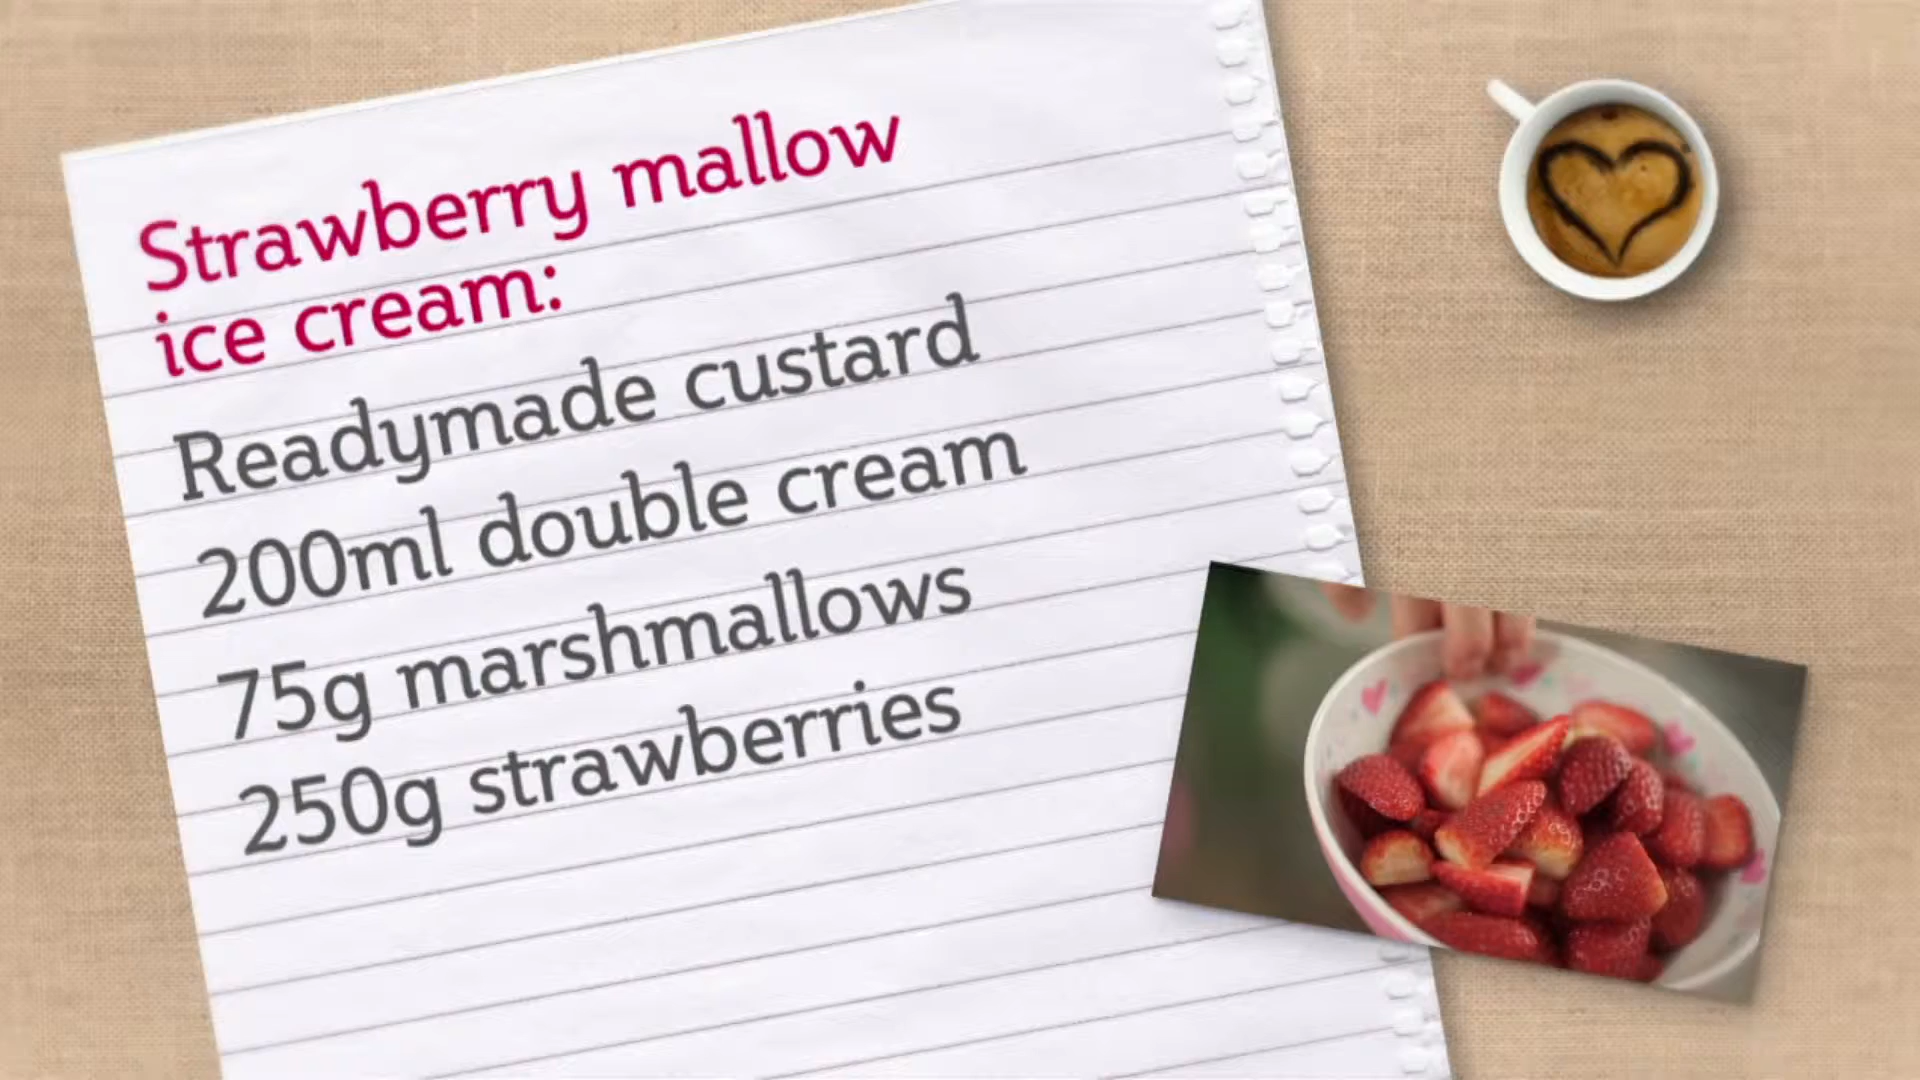 Strawberry mallow
ice cream:
Readymade custard
200ml double cream
75g marshmallows
250g strawberries